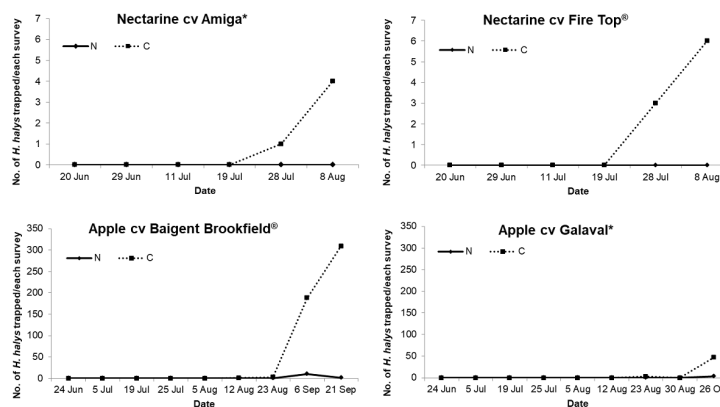 Nectarine cv Amiga*
No. of H. halys trapped/each survey
7
6
5
4
3
2
1
0
N C
20 Jun 29 Jun 11 Jul 19 Jul 28 Jul 8 Aug
Date
Nectarine cv Fire Top®
No. of H. halys trapped/each survey
7
6
5
4
3
2
1
0
N C
20 Jun 29 Jun 11 Jul 19 Jul 28 Jul 8 Aug
Date
Apple cv Baigent Brookfield®
No. of H. halys trapped/each survey
350
300
250
200
150
100
50
0
N C
24 Jun 5 Jul 19 Jul 25 Jul 5 Aug 12 Aug 23 Aug 6 Sep 21 Sep
Date
Apple cv Galaval*
No. of H. halys trapped/each survey
350
300
250
200
150
100
50
0
N C
24 Jun 5 Jul 19 Jul 25 Jul 5 Aug 12 Aug 23 Aug 30 Aug 26 O
Date